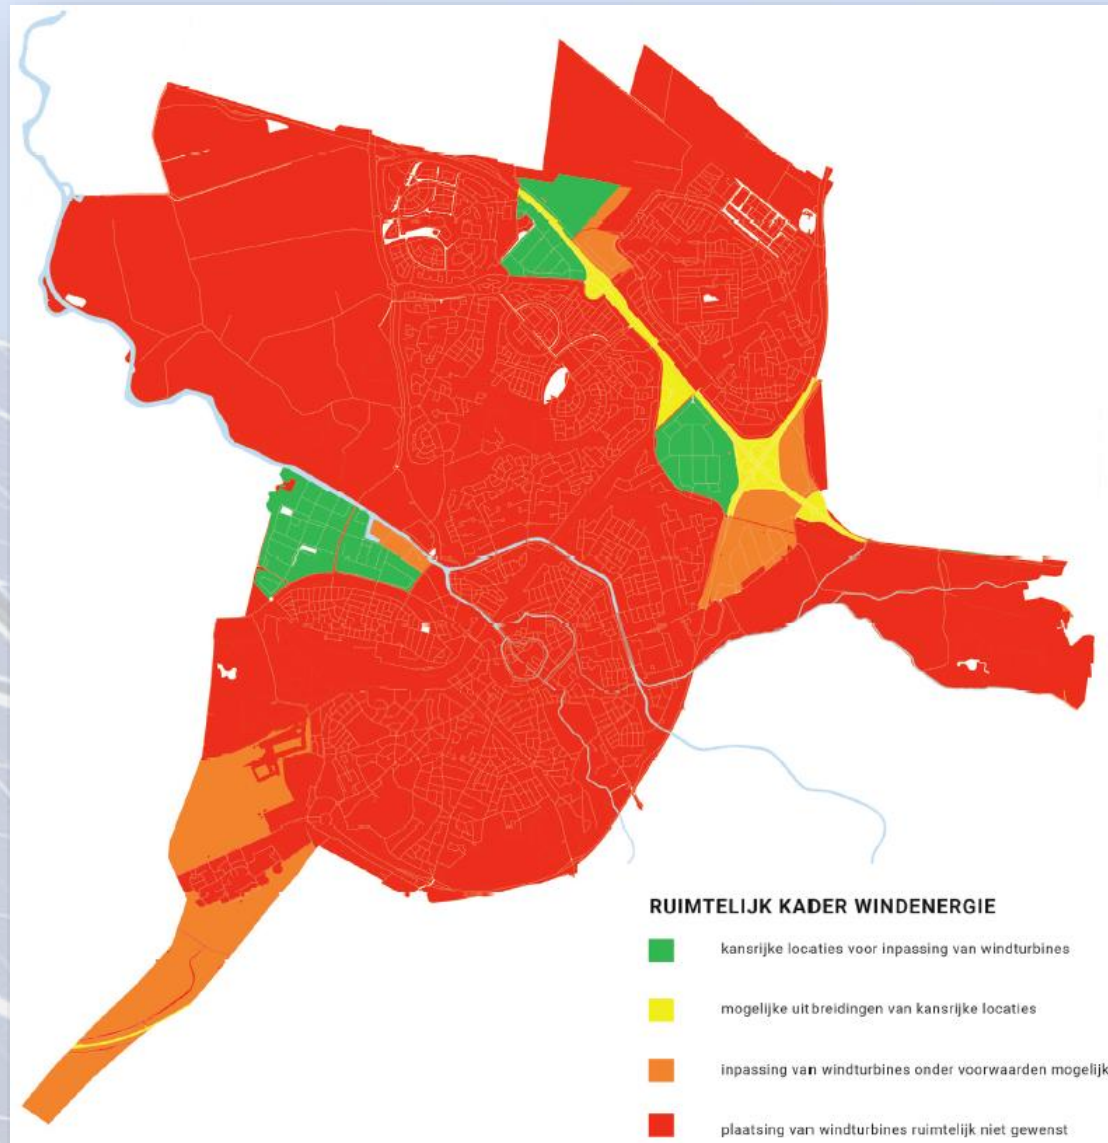 RUIMTELIJK KADER WINDENERGIE
kansrijke locaties voor inpassing van windturbines
mogelijke uitbreidingen van kansrijke locaties
inpassing van windturbines onder voorwaarden mogelijk
plaatsing van windturbines ruimtelijk niet gewenst